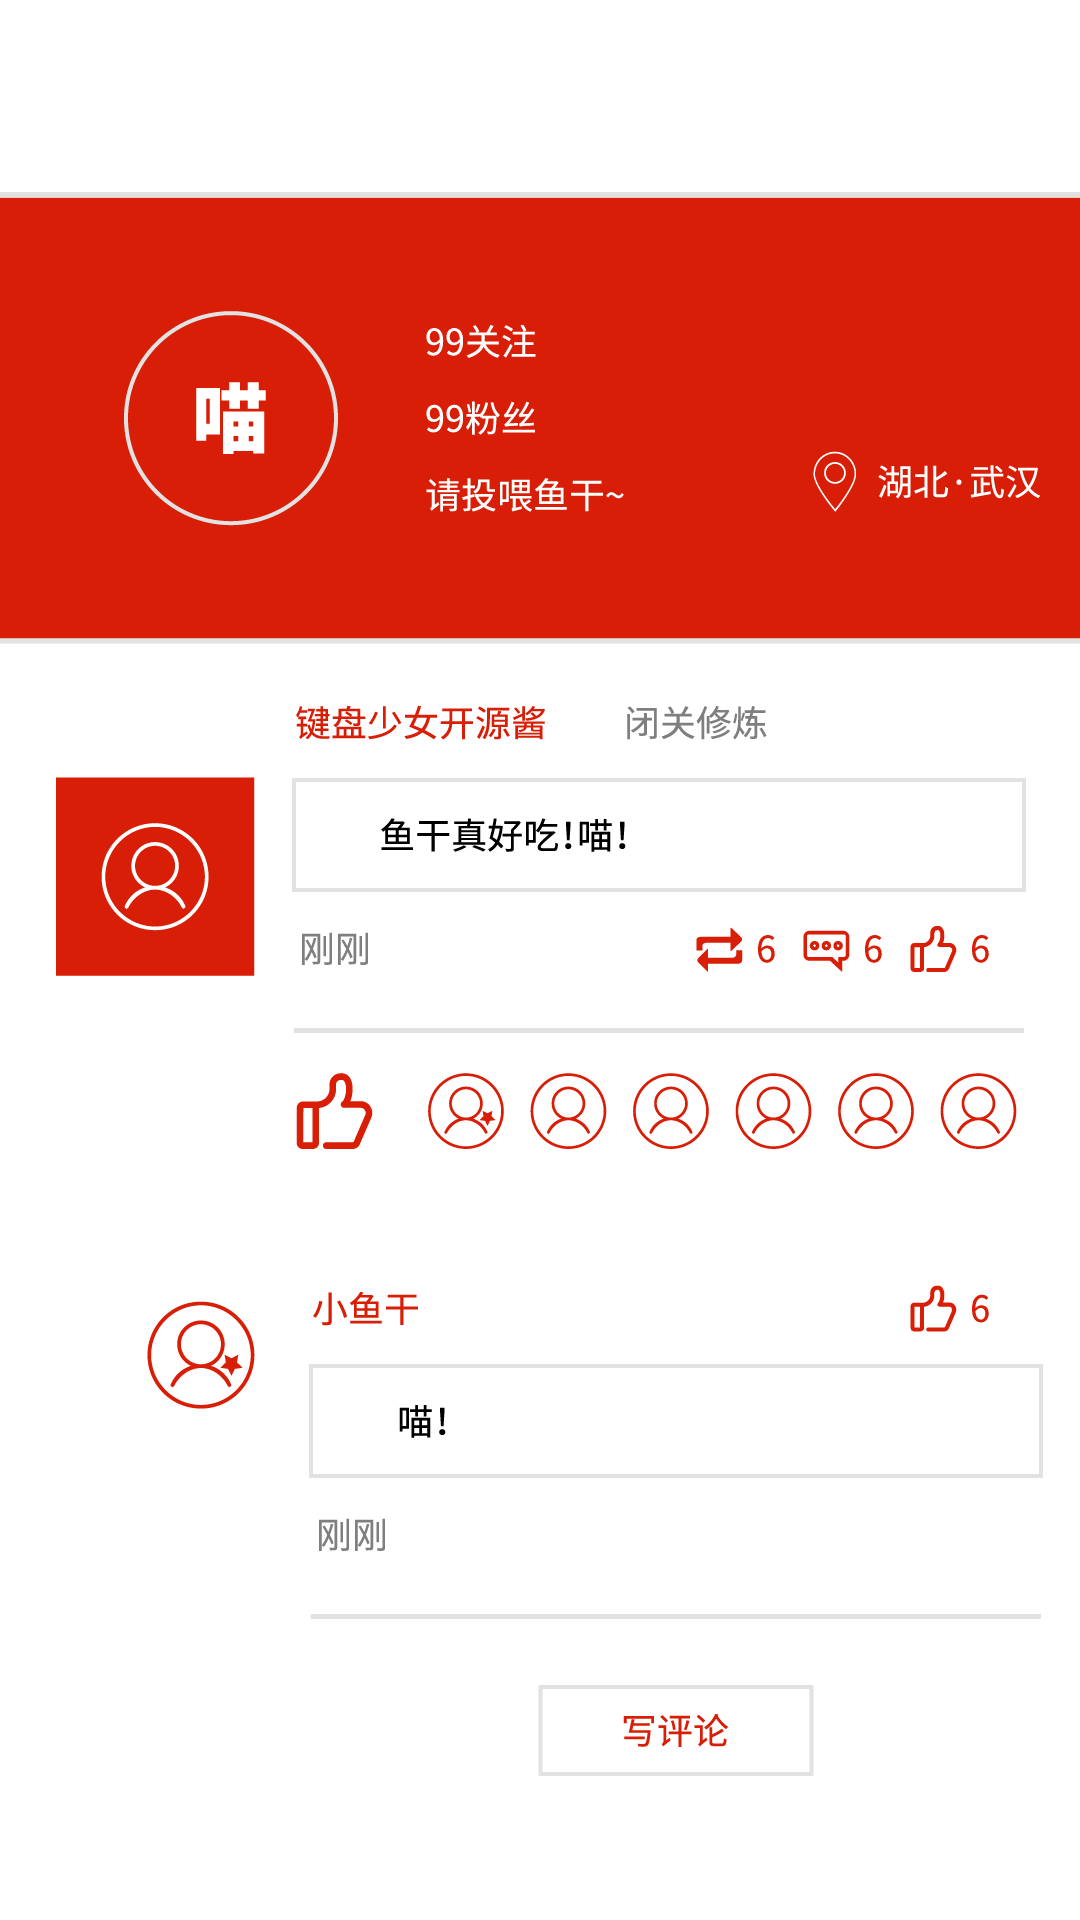 喵
99关注
99粉丝
请投喂鱼干~
湖北·武汉
键盘少女开源酱 闭关修炼
鱼干真好吃!喵!
刚刚 6 6 6
小鱼干 6
喵!
刚刚
写评论